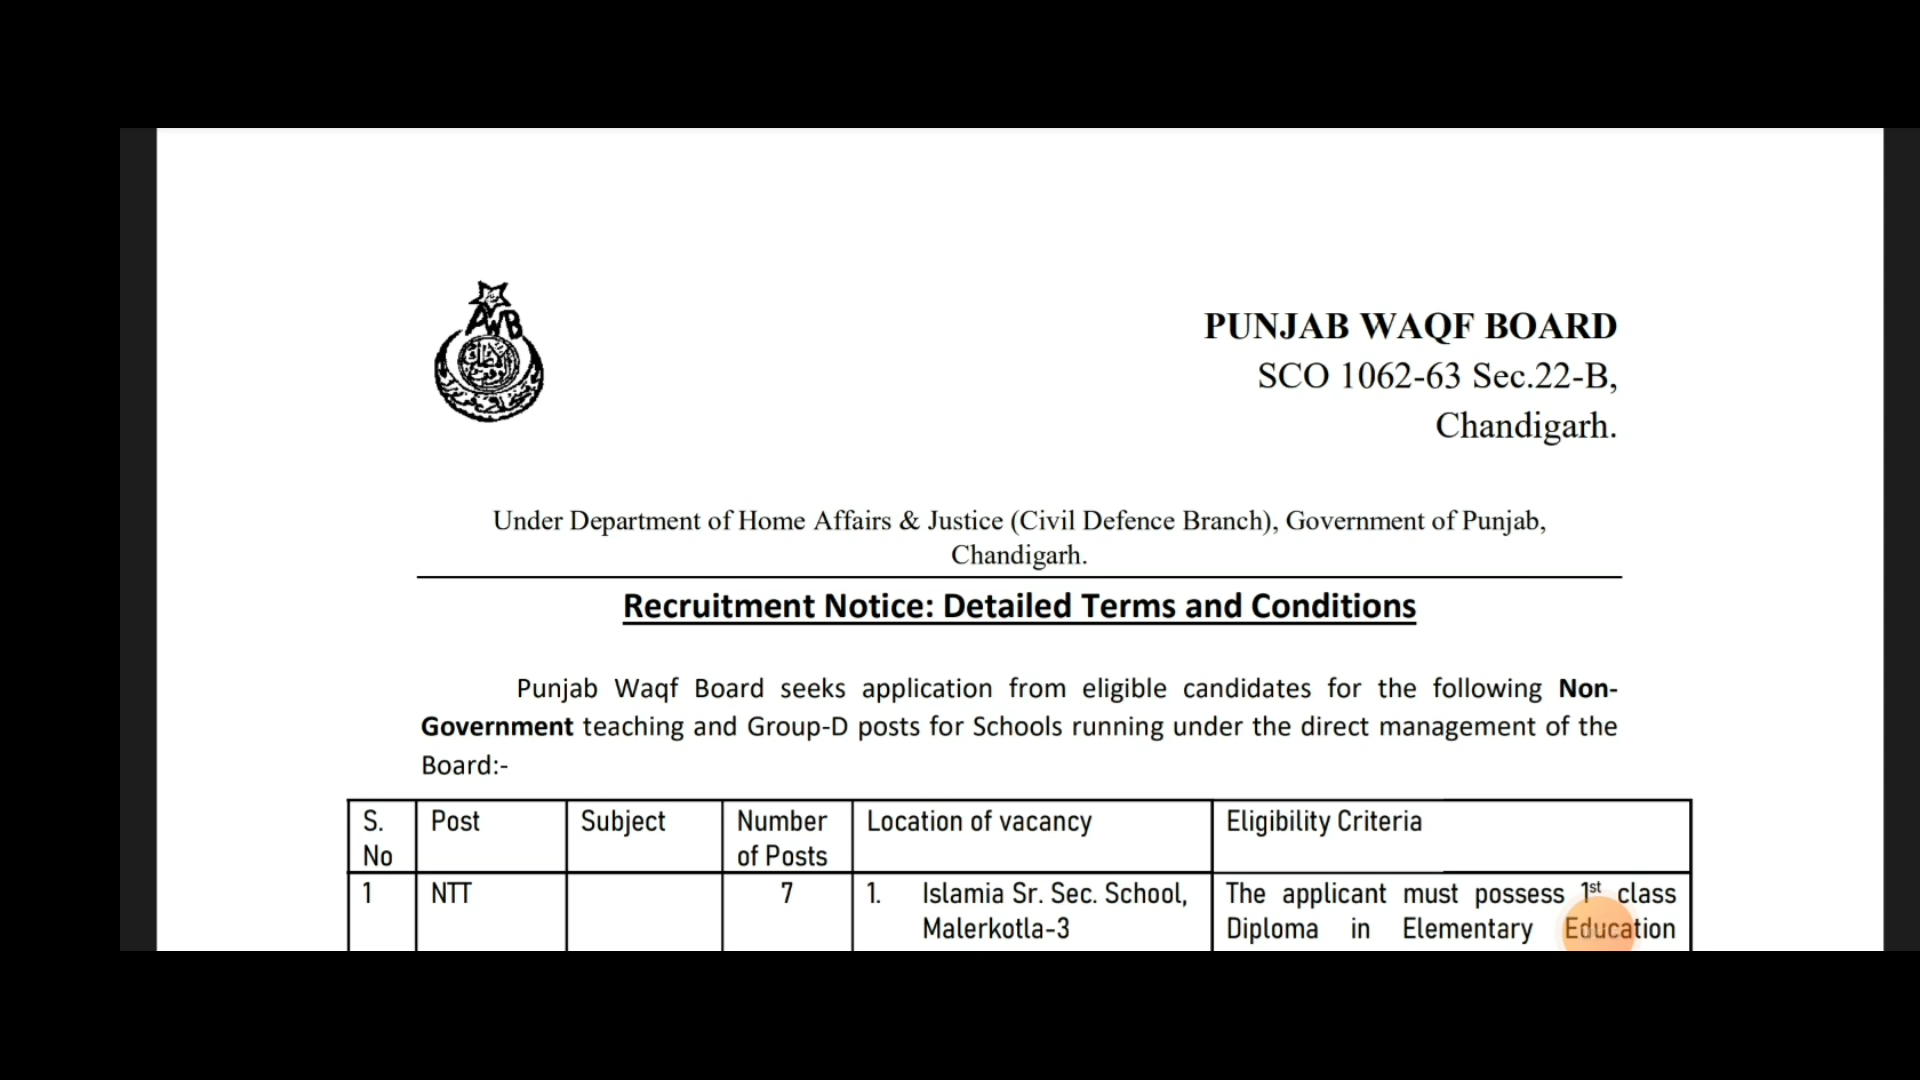 PWB
PUNJAB WAQF BOARD
SCO 1062-63 Sec.22-B,
Chandigarh.
Under Department of Home Affairs & Justice (Civil Defence Branch), Government of Punjab,
Chandigarh.
Recruitment Notice: Detailed Terms and Conditions
Punjab Waqf Board seeks application from eligible candidates for the following Non-
Government teaching and Group-D posts for Schools running under the direct management of the
Board:-
S. No Post Subject Number of Posts Location of vacancy Eligibility Criteria
1 NTT 7 1. Islamia Sr. Sec. School, The applicant must possess 1st class
Malerkotla-3 Diploma in Elementary Education